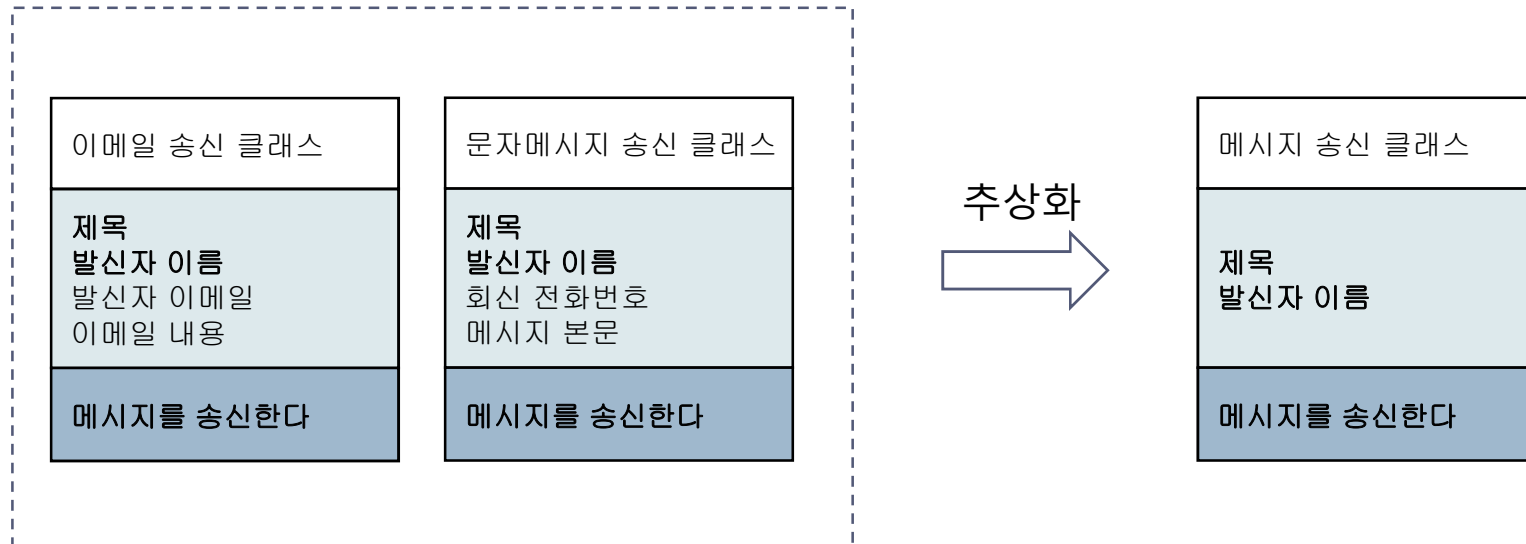 이메일 송신 클래스
제목
발신자 이름
발신자 이메일
이메일 내용
메시지를 송신한다
문자메시지 송신 클래스
제목
발신자 이름
회신 전화번호
메시지 본문
메시지를 송신한다
추상화
메시지 송신 클래스
제목
발신자 이름
메시지를 송신한다